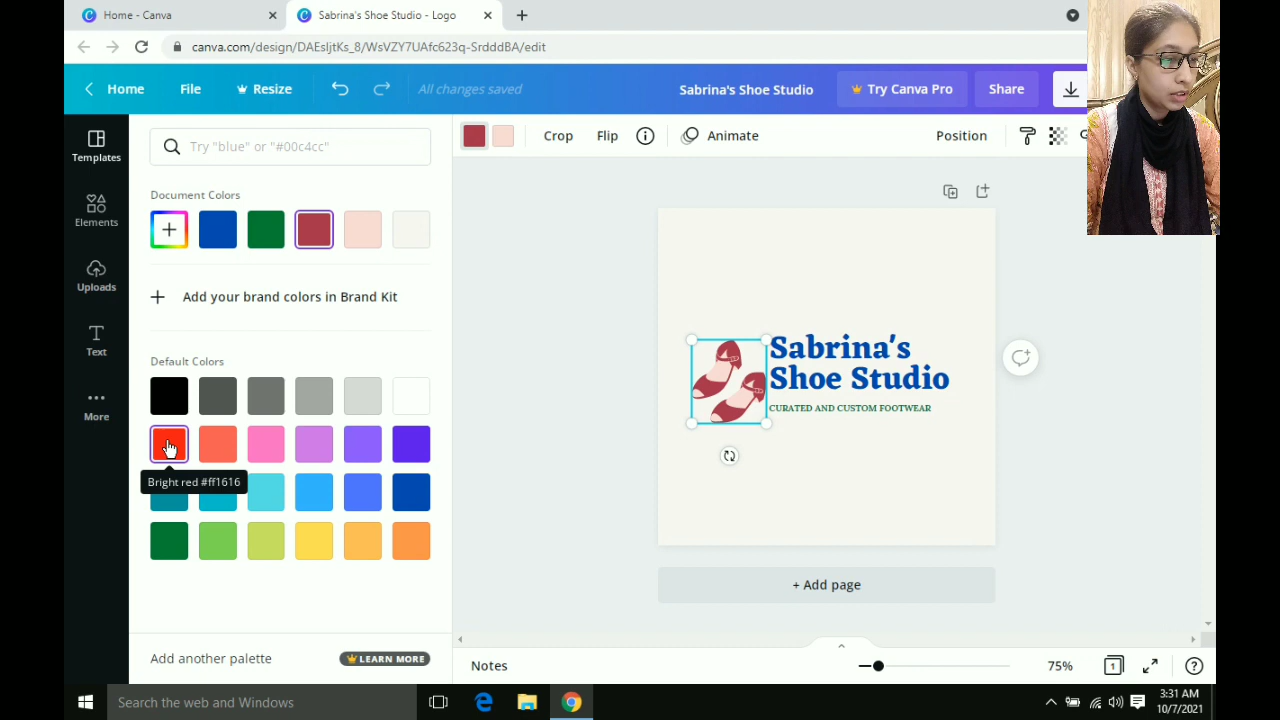 Home - Canva
Sabrina's Shoe Studio - Logo
canva.com/design/DAEsljtKs_8/WsVZY7UAfc623q-SrdddBA/edit
Home
File
Resize
All changes saved
Sabrina's Shoe Studio
Try Canva Pro
Share
Templates
Elements
Uploads
Text
More
Try "blue" or "#00c4cc"
Crop
Flip
Animate
Position
Document Colors
Add your brand colors in Brand Kit
Default Colors
Bright red #ff1616
Add another palette
LEARN MORE
Sabrina's
Shoe Studio
CURATED AND CUSTOM FOOTWEAR
+ Add page
Notes
75%
1
Search the web and Windows
3:31 AM
10/7/2021